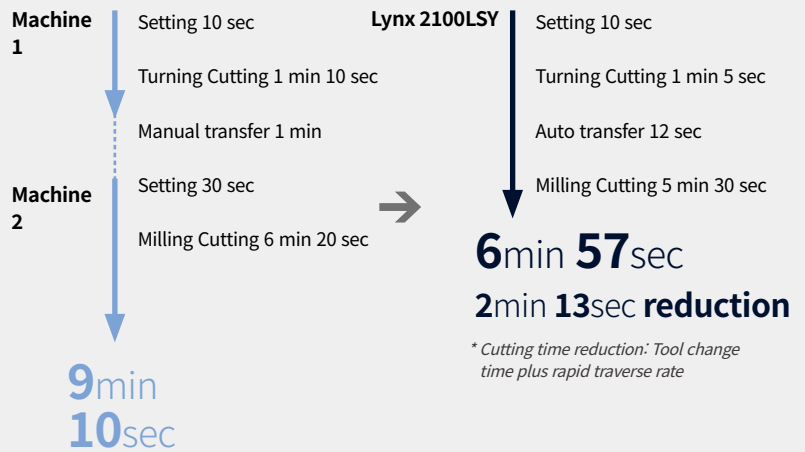 Machine
1
Setting 10 sec
Turning Cutting 1 min 10 sec
Manual transfer 1 min
Machine
2
Setting 30 sec
Milling Cutting 6 min 20 sec
9min
10sec
Lynx 2100LSY
Setting 10 sec
Turning Cutting 1 min 5 sec
Auto transfer 12 sec
Milling Cutting 5 min 30 sec
6min 57sec
2min 13sec reduction
* Cutting time reduction: Tool change
time plus rapid traverse rate